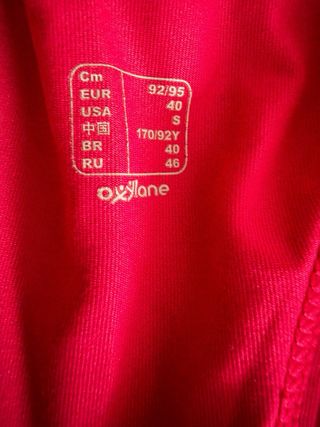 Cm 92/95
EUR 40
USA S
中国 170/92Y
BR 40
RU 46
oxylane